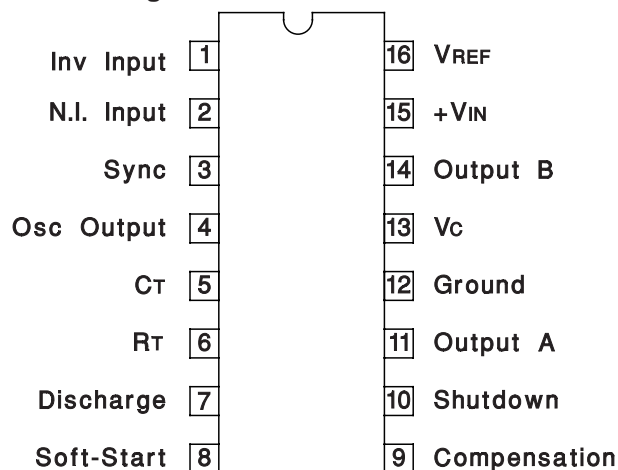 Inv Input 1 16 VREF
N.I. Input 2 15 +VIN
Sync 3 14 Output B
Osc Output 4 13 VC
CT 5 12 Ground
RT 6 11 Output A
Discharge 7 10 Shutdown
Soft-Start 8 9 Compensation